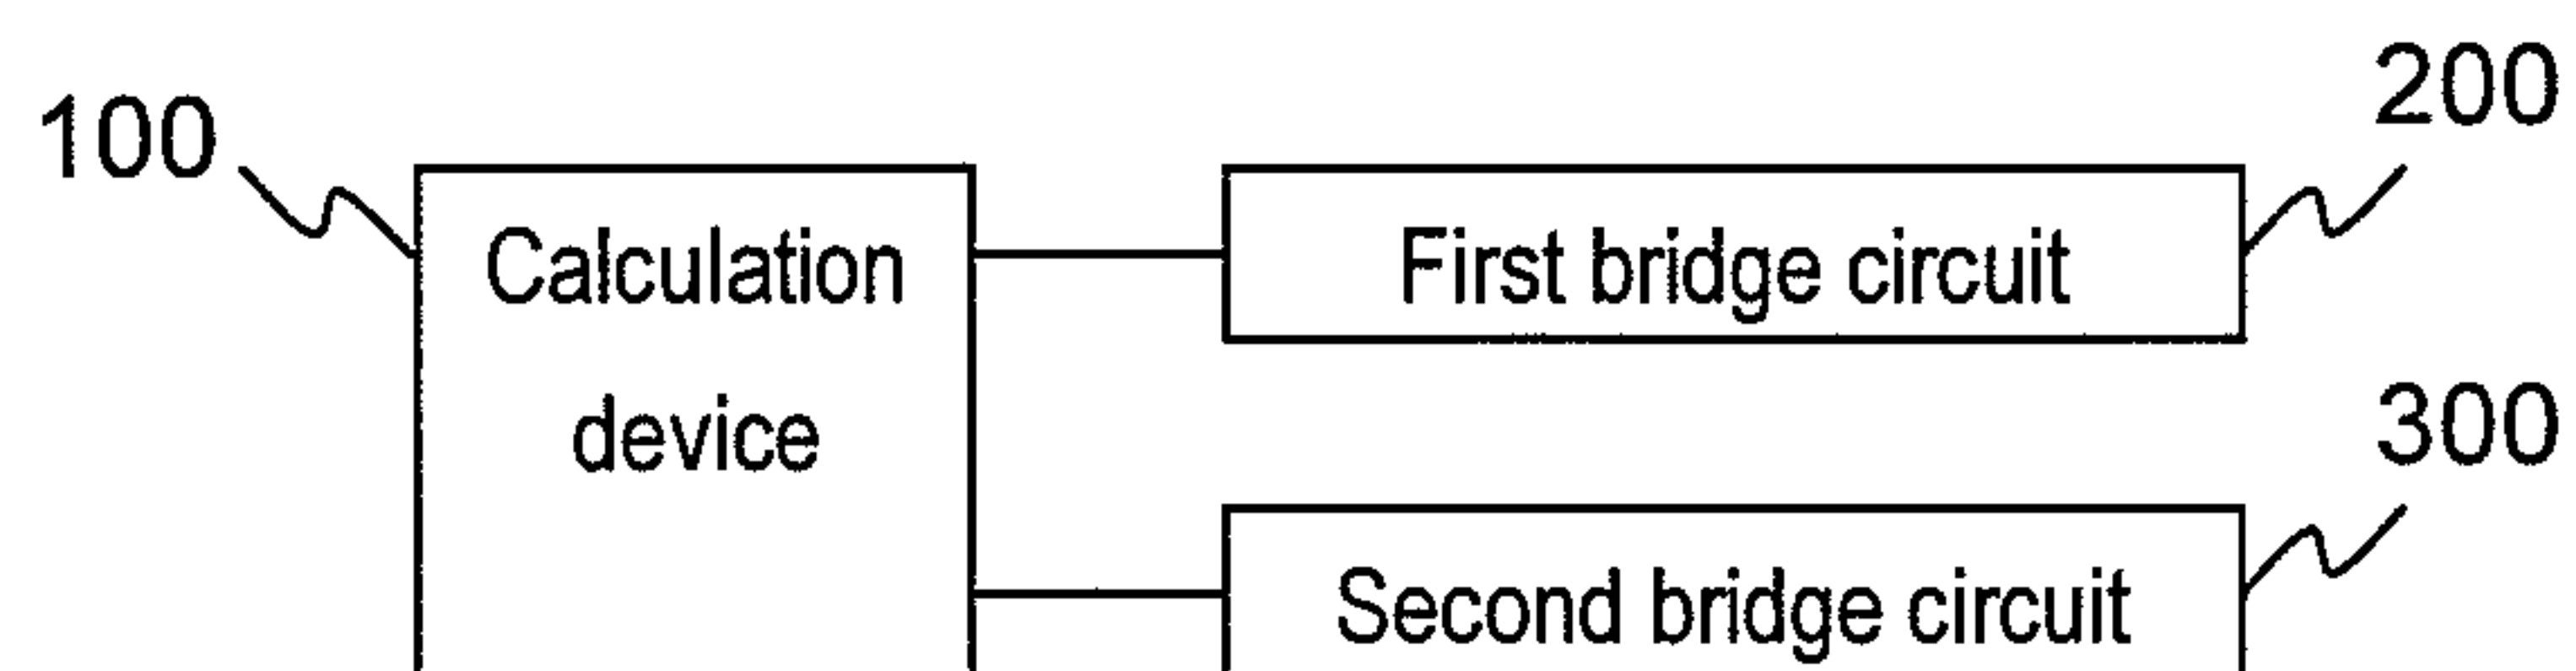 200
100
Calculation
device
First bridge circuit
300
Second bridge circuit